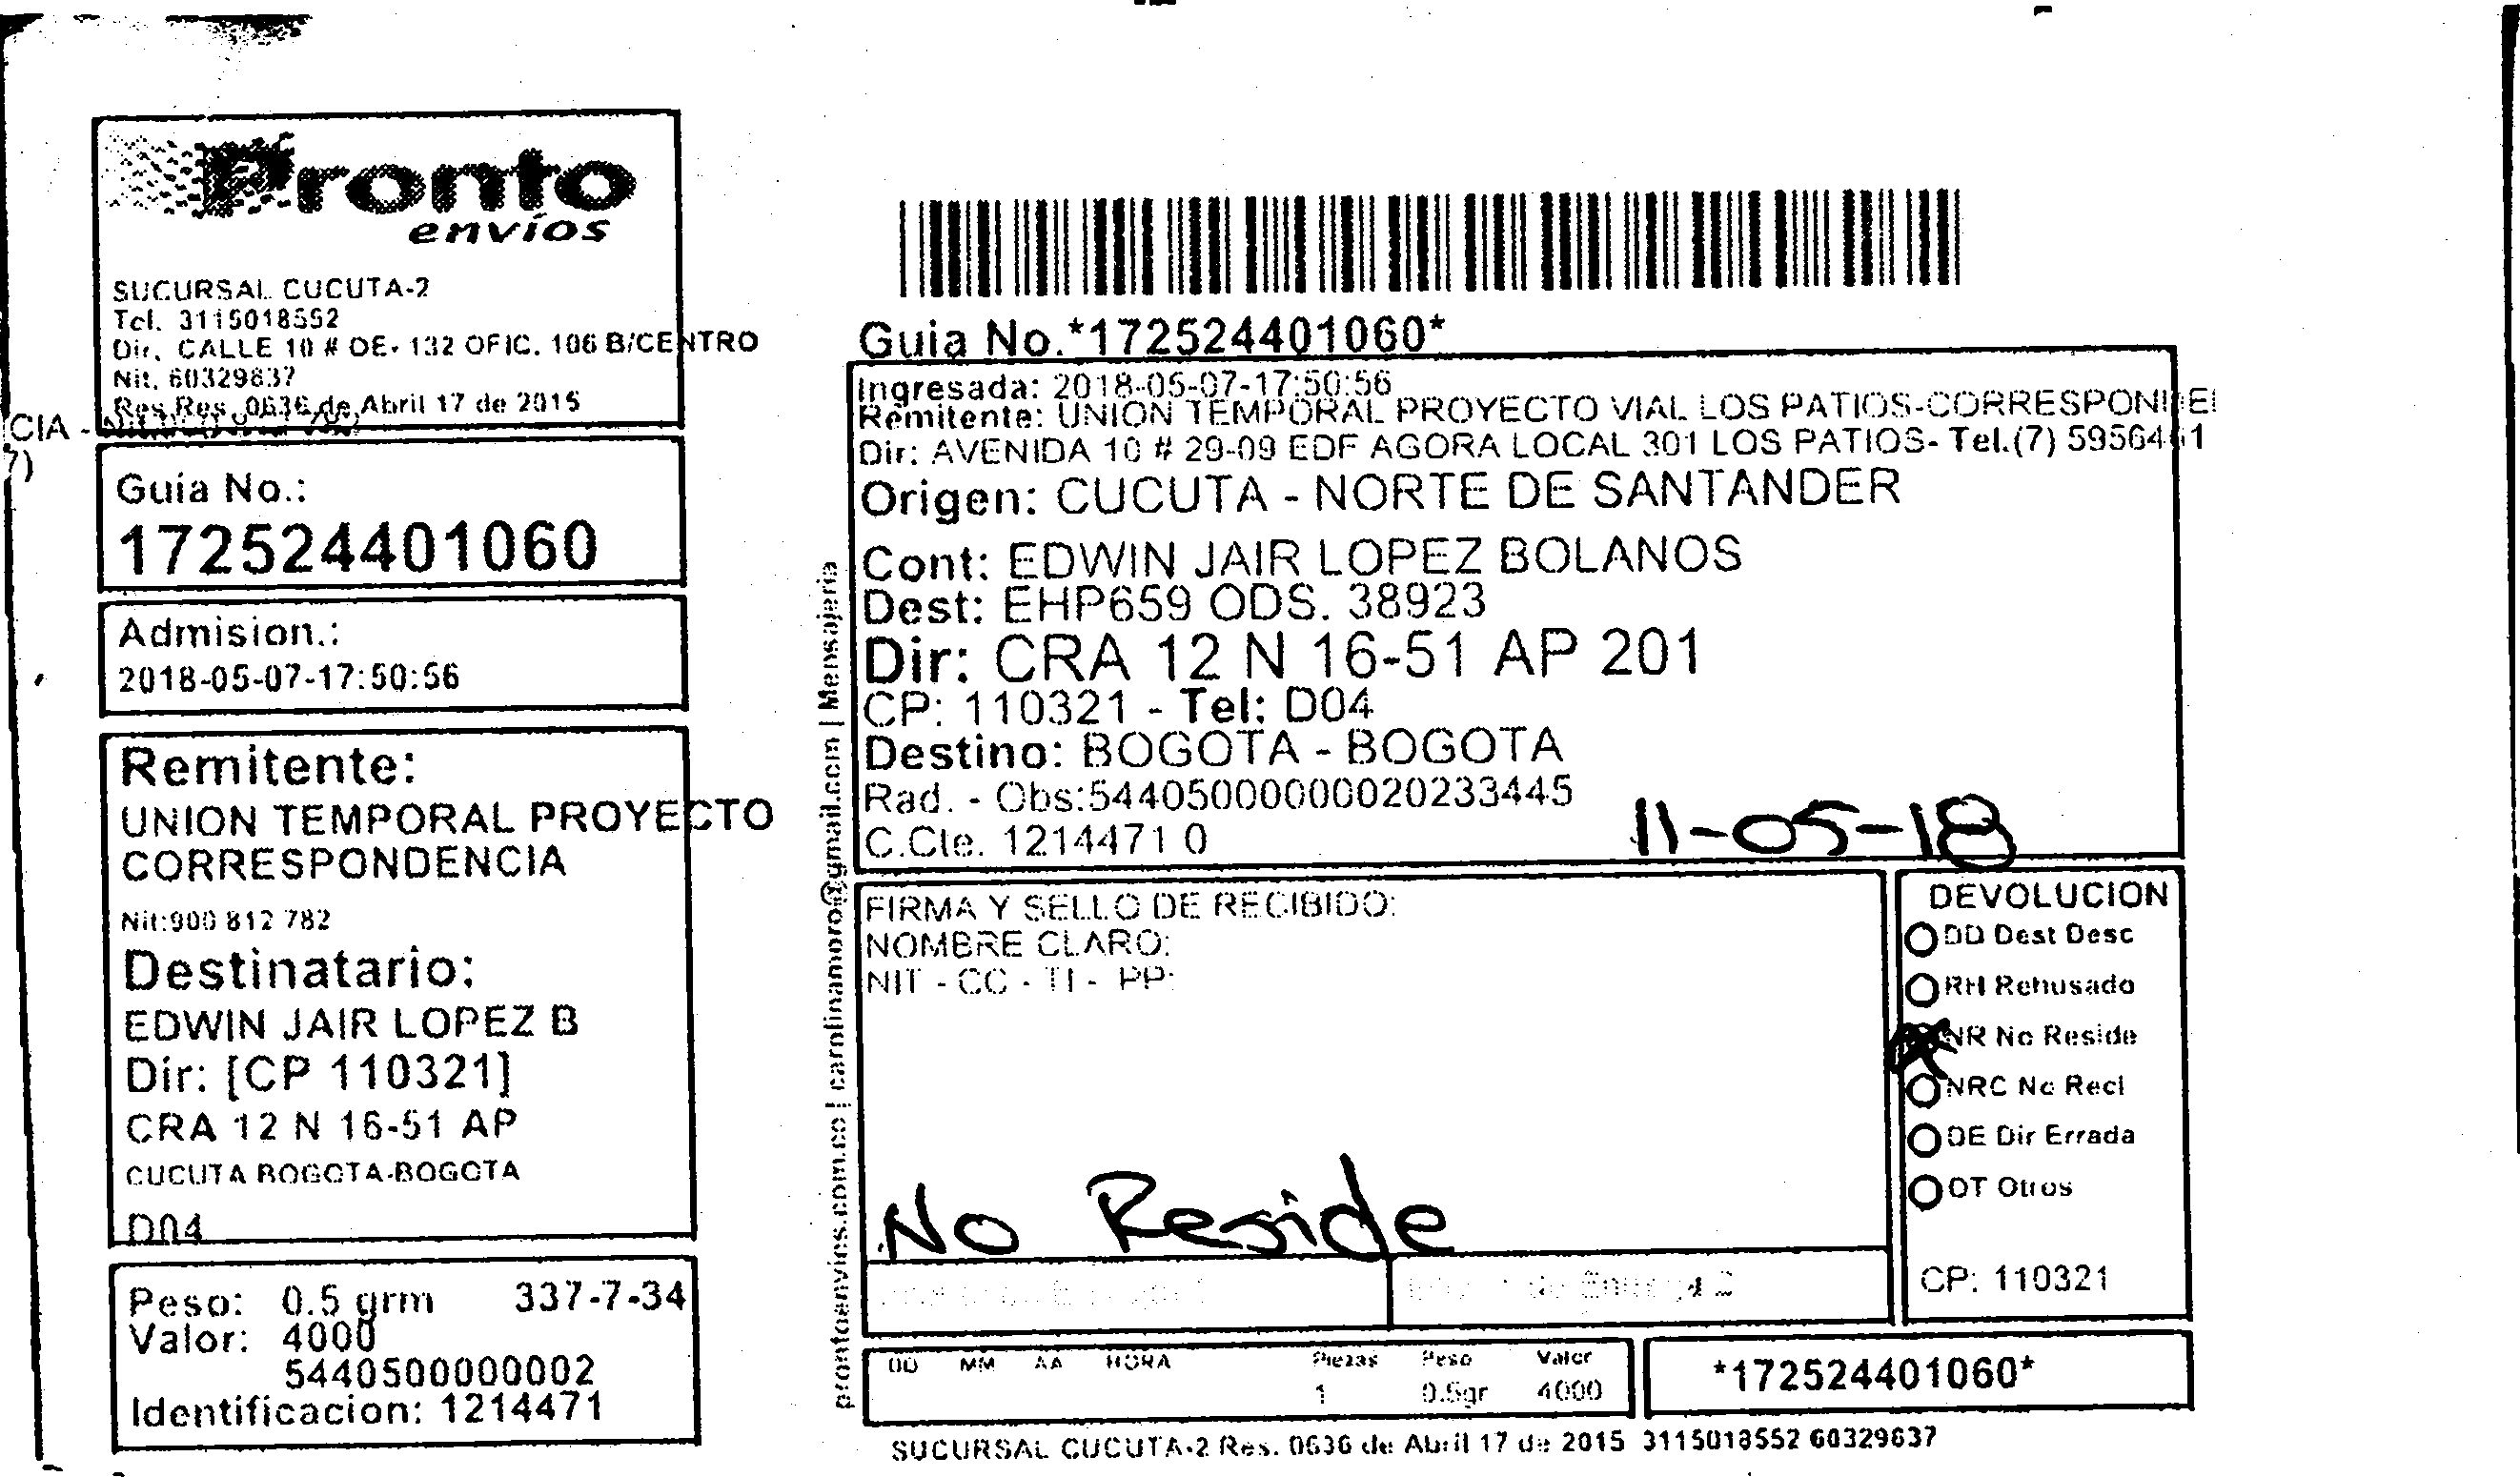 Pronto
envíos
SUCURSAL CUCUTA-2
Tel. 3115018552
Dir. CALLE 10 # OE- 132 OFIC. 106 B/CENTRO
Nit. 60329837
Res Res. 0636 de Abril 17 de 2015
CIA -
7)
Guia No.:
172524401060
Admision.:
2018-05-07-17:50:56
Remitente:
UNION TEMPORAL PROYECTO
CORRESPONDENCIA
Nit:900 812 782
Destinatario:
EDWIN JAIR LOPEZ B
Dir: [CP 110321]
CRA 12 N 16-51 AP
CUCUTA BOGOTA-BOGOTA
D04
Peso: 0.5 grm 337-7-34
Valor: 4000
5440500000002
Identificacion: 1214471
prontoenvios.com.co | carolinamoro@gmail.com | Mensajeria
Guia No.*172524401060*
Ingresada: 2018-05-07-17:50:56
Remitente: UNION TEMPORAL PROYECTO VIAL LOS PATIOS-CORRESPONDE
Dir: AVENIDA 10 # 29-09 EDF AGORA LOCAL 301 LOS PATIOS- Tel.(7) 5956461
Origen: CUCUTA - NORTE DE SANTANDER
Cont: EDWIN JAIR LOPEZ BOLANOS
Dest: EHP659 ODS. 38923
Dir: CRA 12 N 16-51 AP 201
CP: 110321 - Tel: D04
Destino: BOGOTA - BOGOTA
Rad. - Obs:544050000000020233445
C.Cte. 1214471 0
11-05-18
FIRMA Y SELLO DE RECIBIDO:
NOMBRE CLARO:
NIT - CC - TI - PP:
No Reside
de Entrega 2
DEVOLUCION
DD Dest Desc
RH Rehusado
NR No Reside
NRC No Recl
DE Dir Errada
OT Otros
CP: 110321
DD MM AA HORA Piezas Peso Valor
1 0.5gr 4000
*172524401060*
SUCURSAL CUCUTA-2 Res. 0636 de Abril 17 de 2015 3115018552 60329837